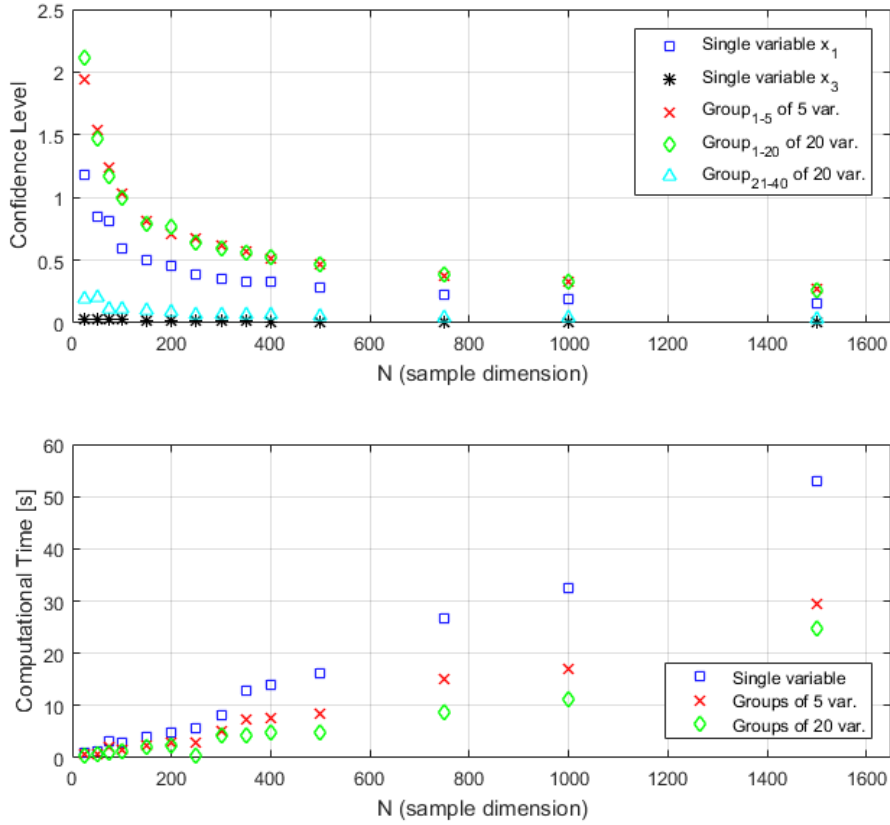 2.5
2
1.5
1
0.5
0
Confidence Level
Single variable x1
Single variable x3
Group1-5 of 5 var.
Group1-20 of 20 var.
Group21-40 of 20 var.
0 200 400 600 800 1000 1200 1400 1600
N (sample dimension)
60
50
40
30
20
10
0
Computational Time [s]
Single variable
Groups of 5 var.
Groups of 20 var.
0 200 400 600 800 1000 1200 1400 1600
N (sample dimension)